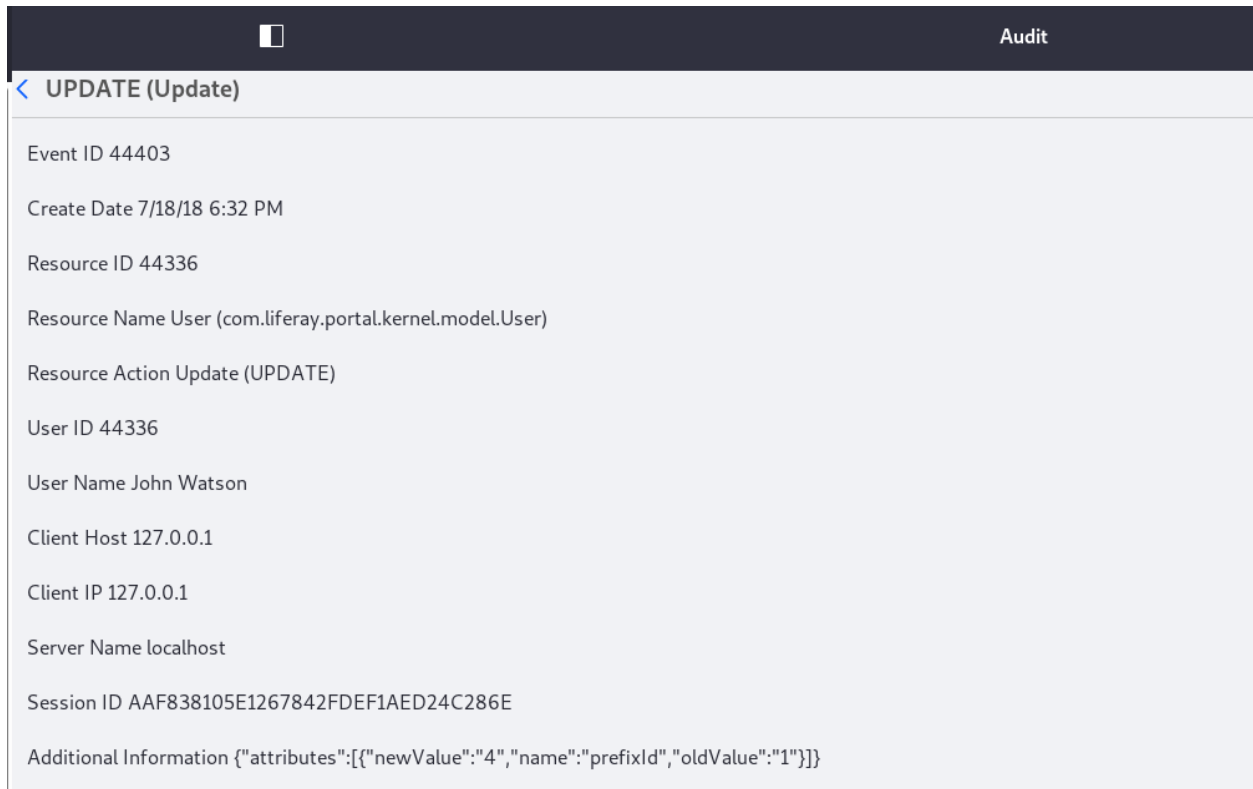 Audit
UPDATE (Update)
Event ID 44403
Create Date 7/18/18 6:32 PM
Resource ID 44336
Resource Name User (com.liferay.portal.kernel.model.User)
Resource Action Update (UPDATE)
User ID 44336
User Name John Watson
Client Host 127.0.0.1
Client IP 127.0.0.1
Server Name localhost
Session ID AAF838105E1267842FDEF1AED24C286E
Additional Information {"attributes":[{"newValue":"4","name":"prefixId","oldValue":"1"}]}